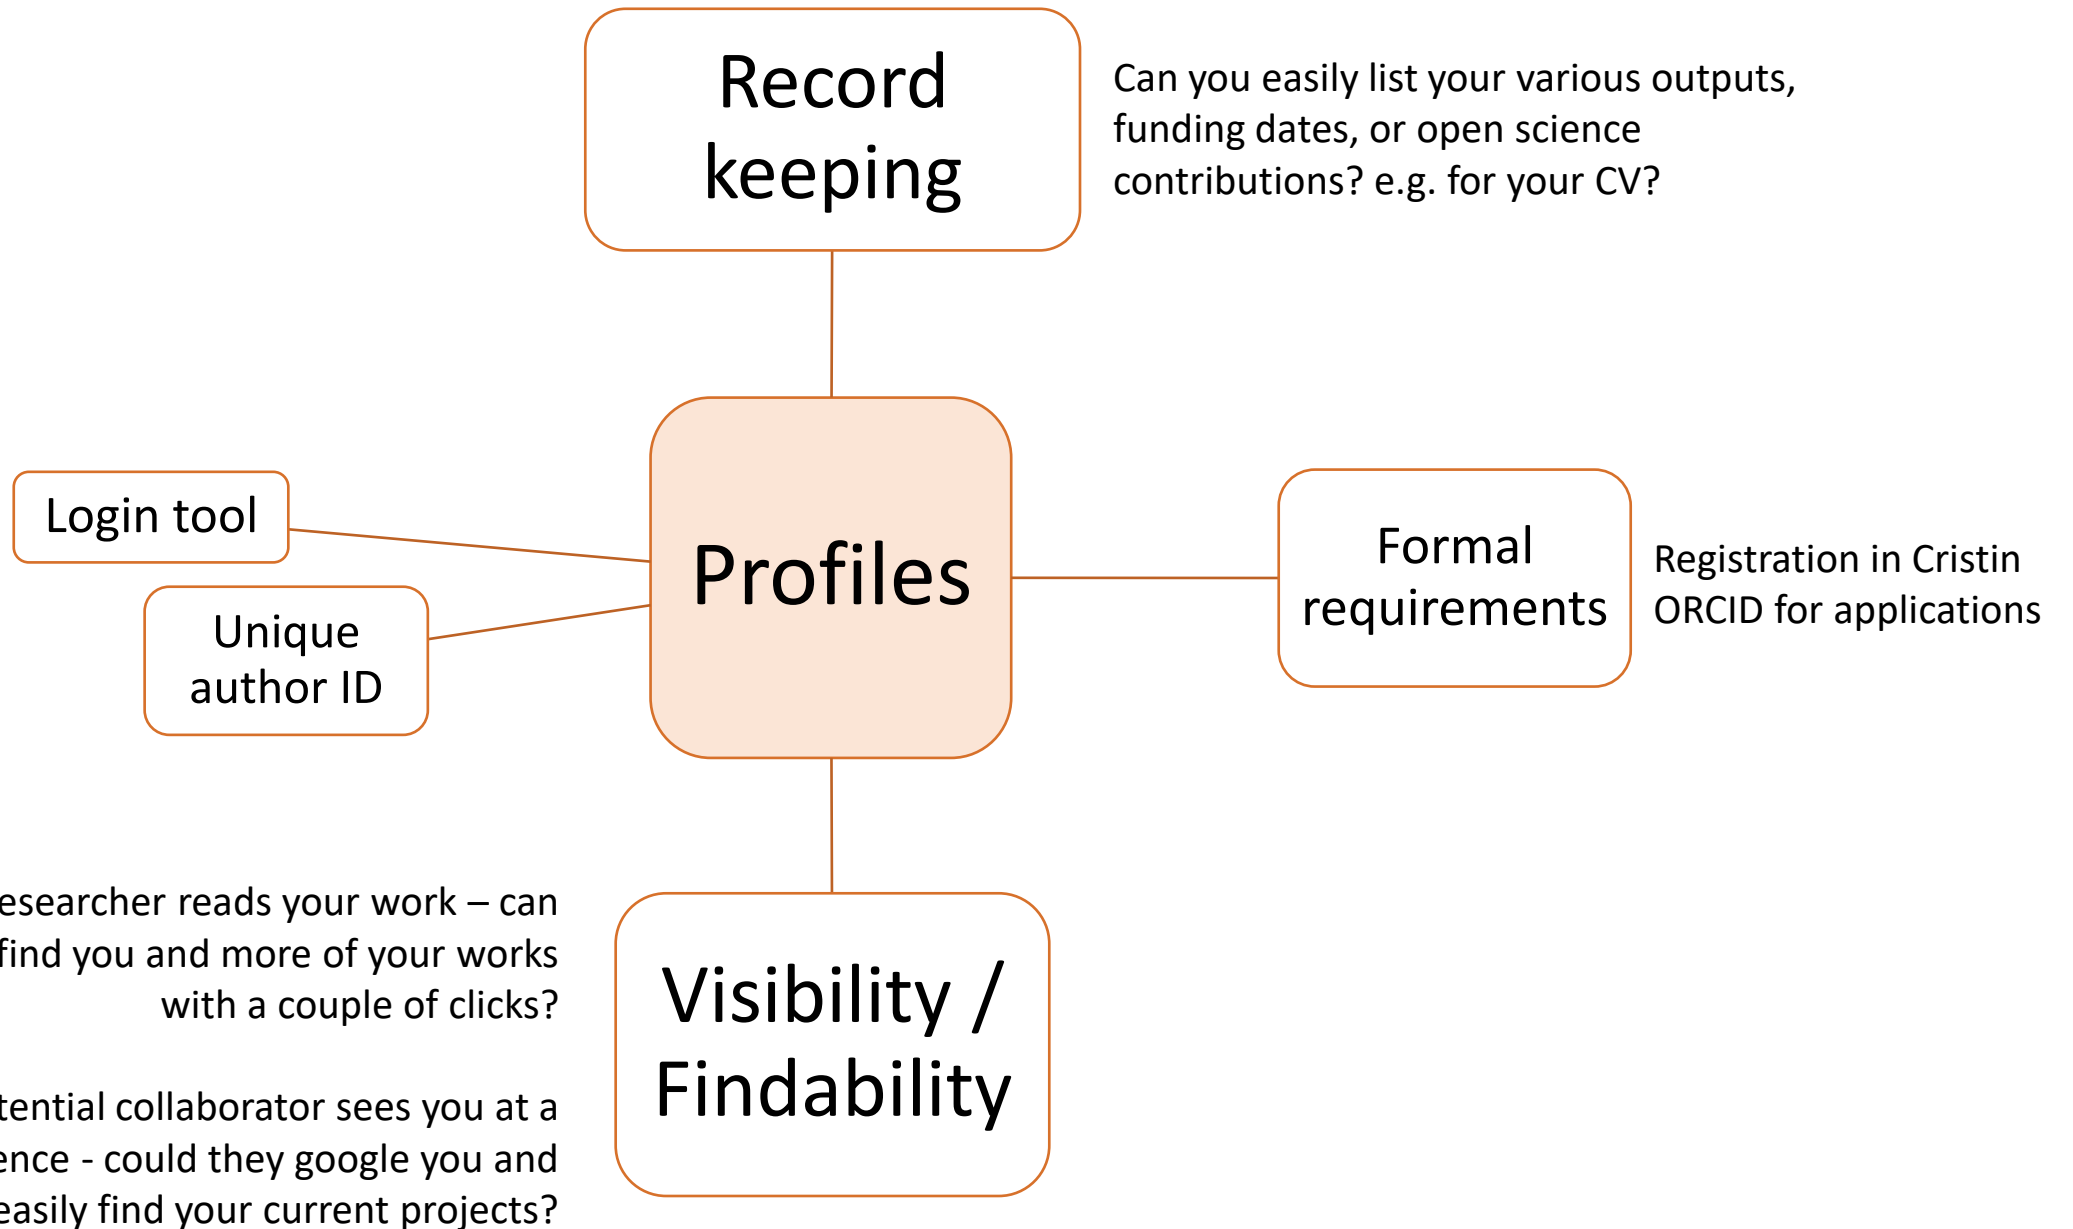 Record
keeping
Can you easily list your various outputs,
funding dates, or open science
contributions? e.g. for your CV?
Login tool
Unique
author ID
Profiles
Formal
requirements
Registration in Cristin
ORCID for applications
reads your work – can
find you and more of your works
with a couple of clicks?
collaborator sees you at a
- could they google you and
easily find your current projects?
Visibility /
Findability